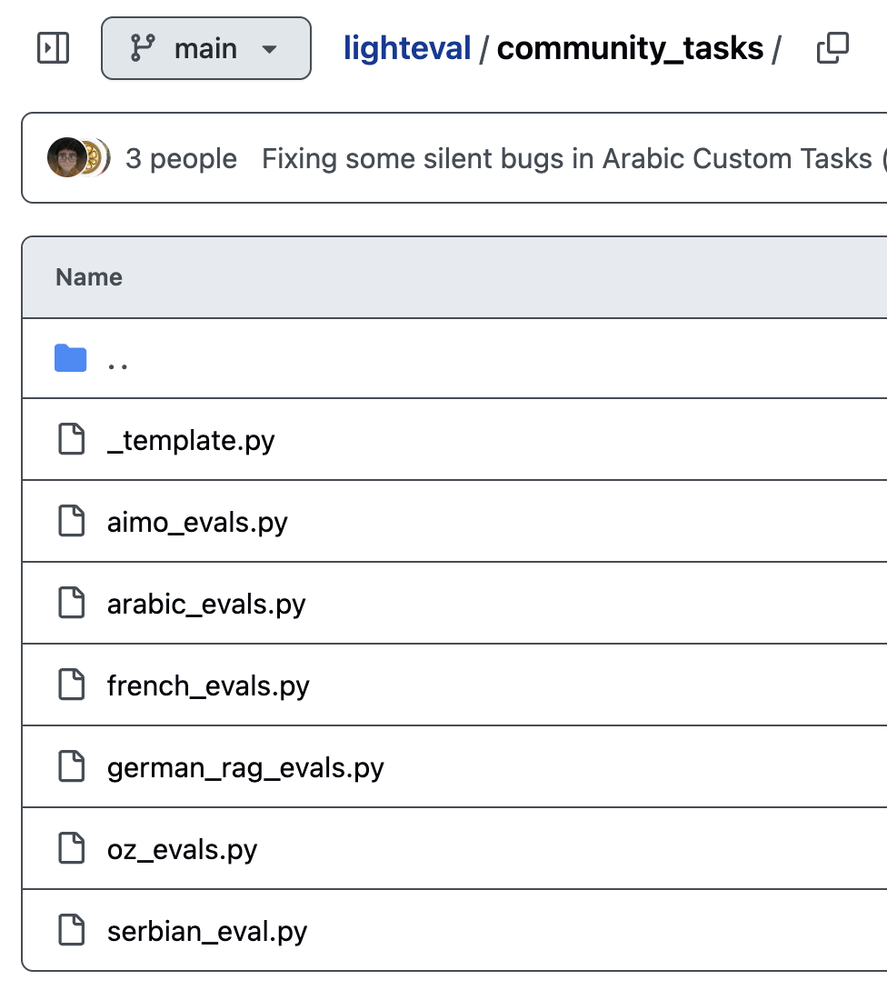 main lighteval / community_tasks /
3 people Fixing some silent bugs in Arabic Custom Tasks (
Name
..
_template.py
aimo_evals.py
arabic_evals.py
french_evals.py
german_rag_evals.py
oz_evals.py
serbian_eval.py